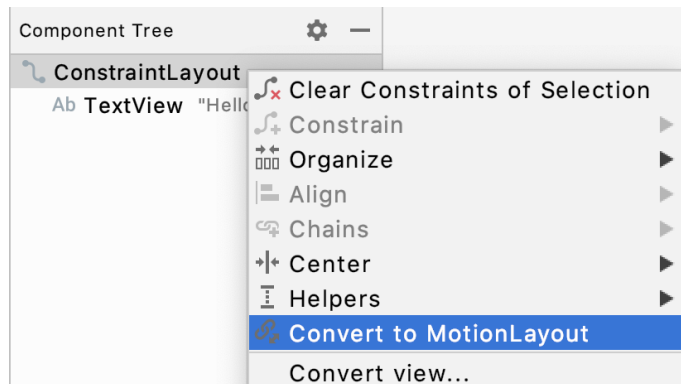 Component Tree
ConstraintLayout
Ab TextView "Hello
Clear Constraints of Selection
Constrain
Organize
Align
Chains
Center
Helpers
Convert to MotionLayout
Convert view...